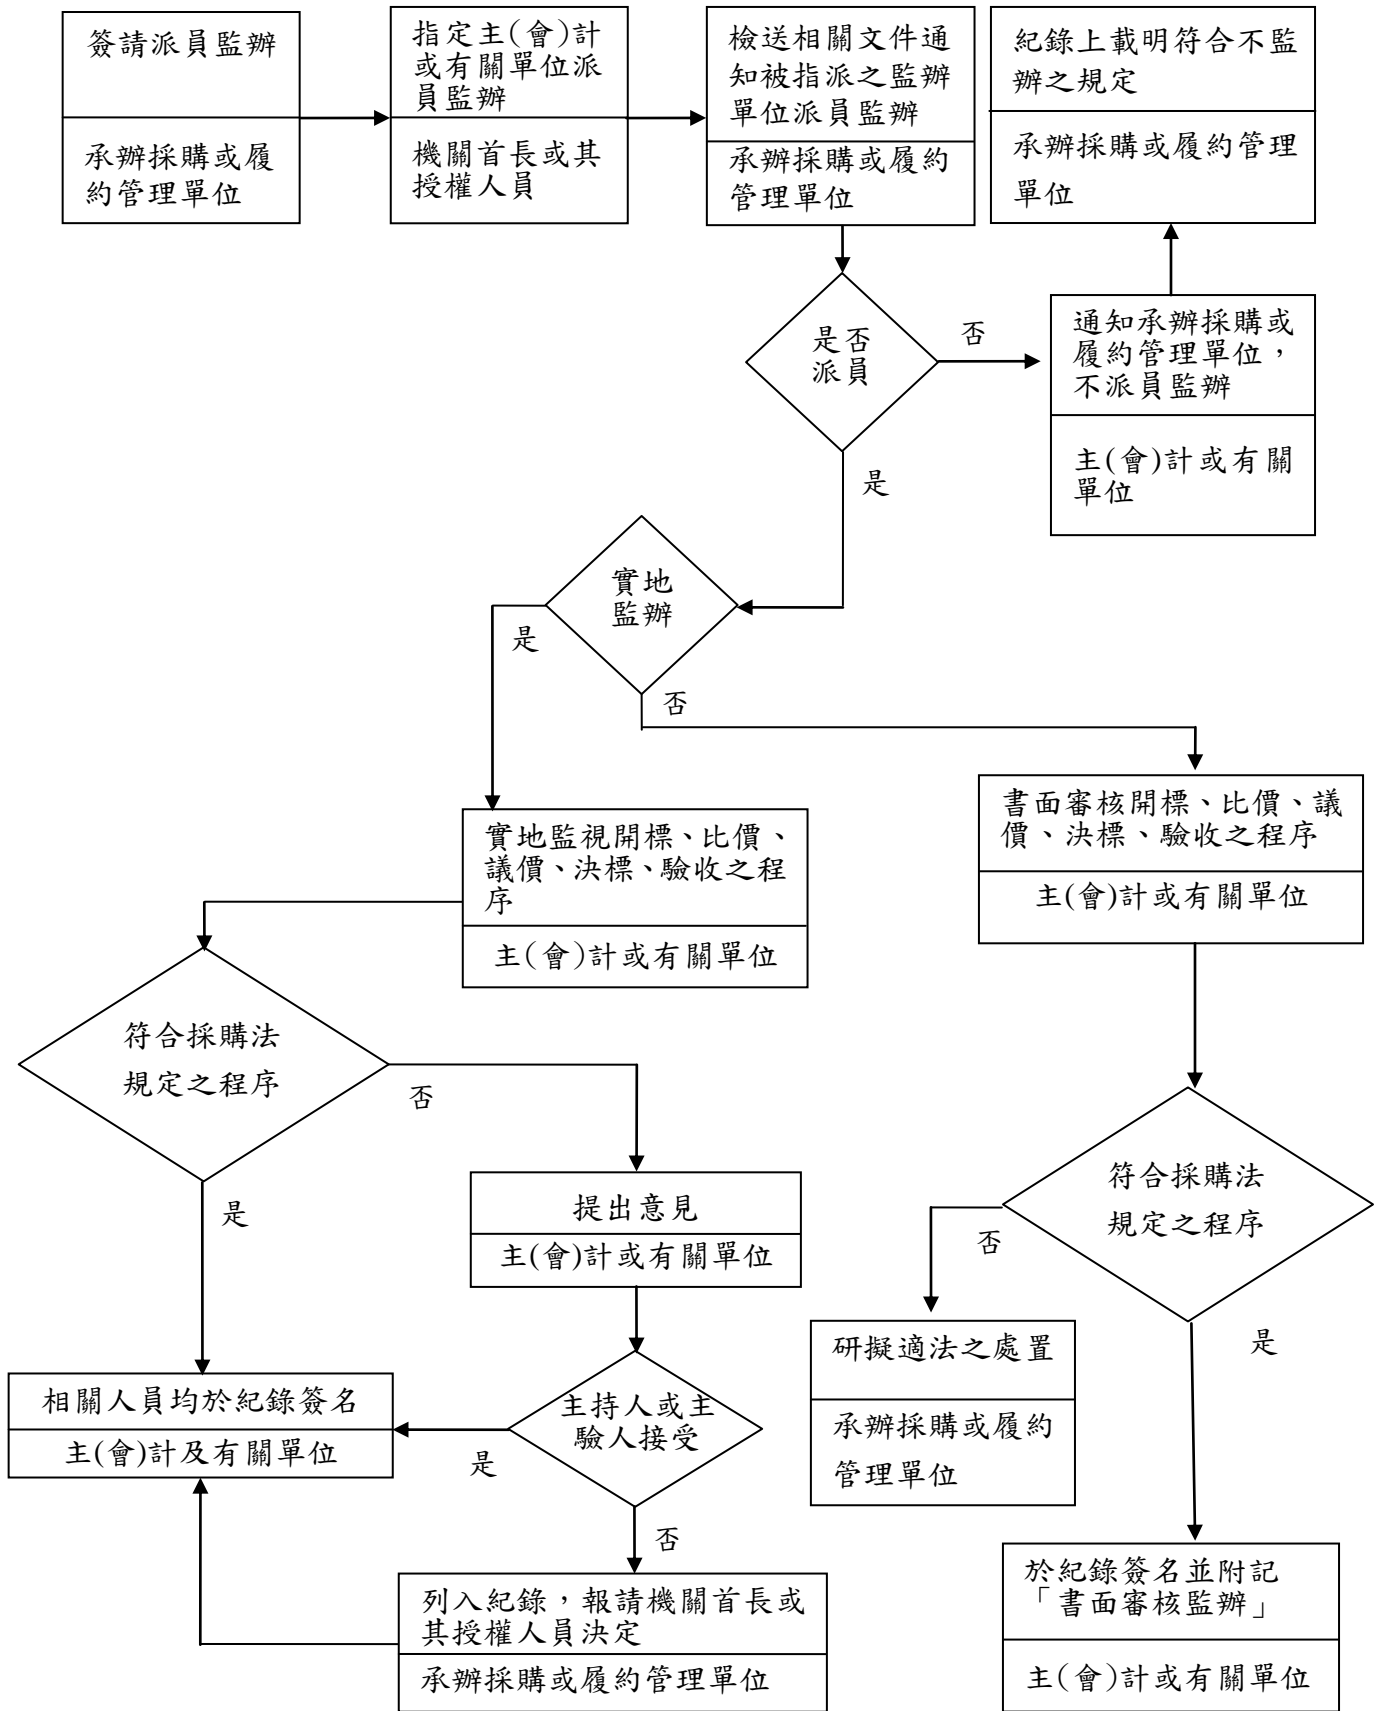 簽請派員監辦
承辦採購或履
約管理單位
指定主(會)計
或有關單位派
員監辦
機關首長或其
授權人員
檢送相關文件通
知被指派之監辦
單位派員監辦
承辦採購或履約
管理單位
紀錄上載明符合不監
辦之規定
承辦採購或履約管理
單位
是否
派員
否
通知承辦採購或
履約管理單位，
不派員監辦
主(會)計或有關
單位
是
實地
監辦
是
否
實地監視開標、比價、
議價、決標、驗收之程
序
主(會)計或有關單位
書面審核開標、比價、議
價、決標、驗收之程序
主(會)計或有關單位
符合採購法
規定之程序
否
是
提出意見
主(會)計或有關單位
符合採購法
規定之程序
否
是
研擬適法之處置
承辦採購或履約
管理單位
相關人員均於紀錄簽名
主(會)計及有關單位
主持人或主
驗人接受
是
否
列入紀錄，報請機關首長或
其授權人員決定
承辦採購或履約管理單位
於紀錄簽名並附記
「書面審核監辦」
主(會)計或有關單位